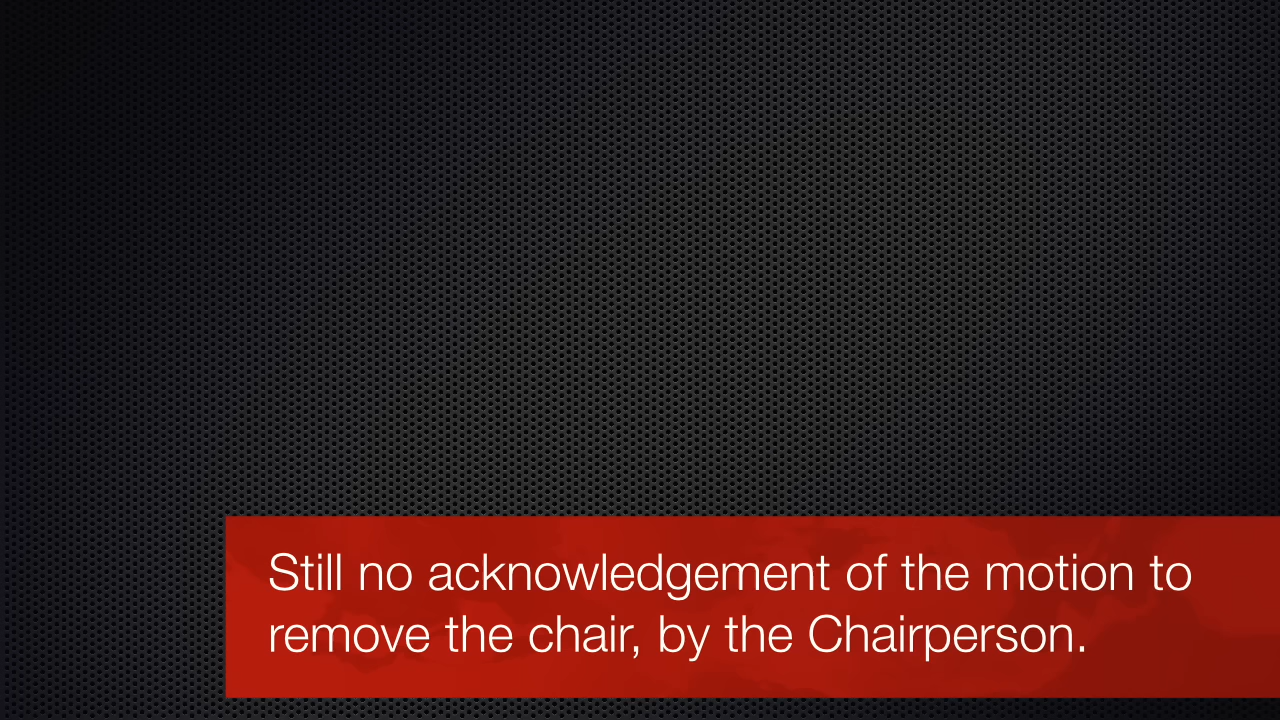 Still no acknowledgement of the motion to
remove the chair, by the Chairperson.